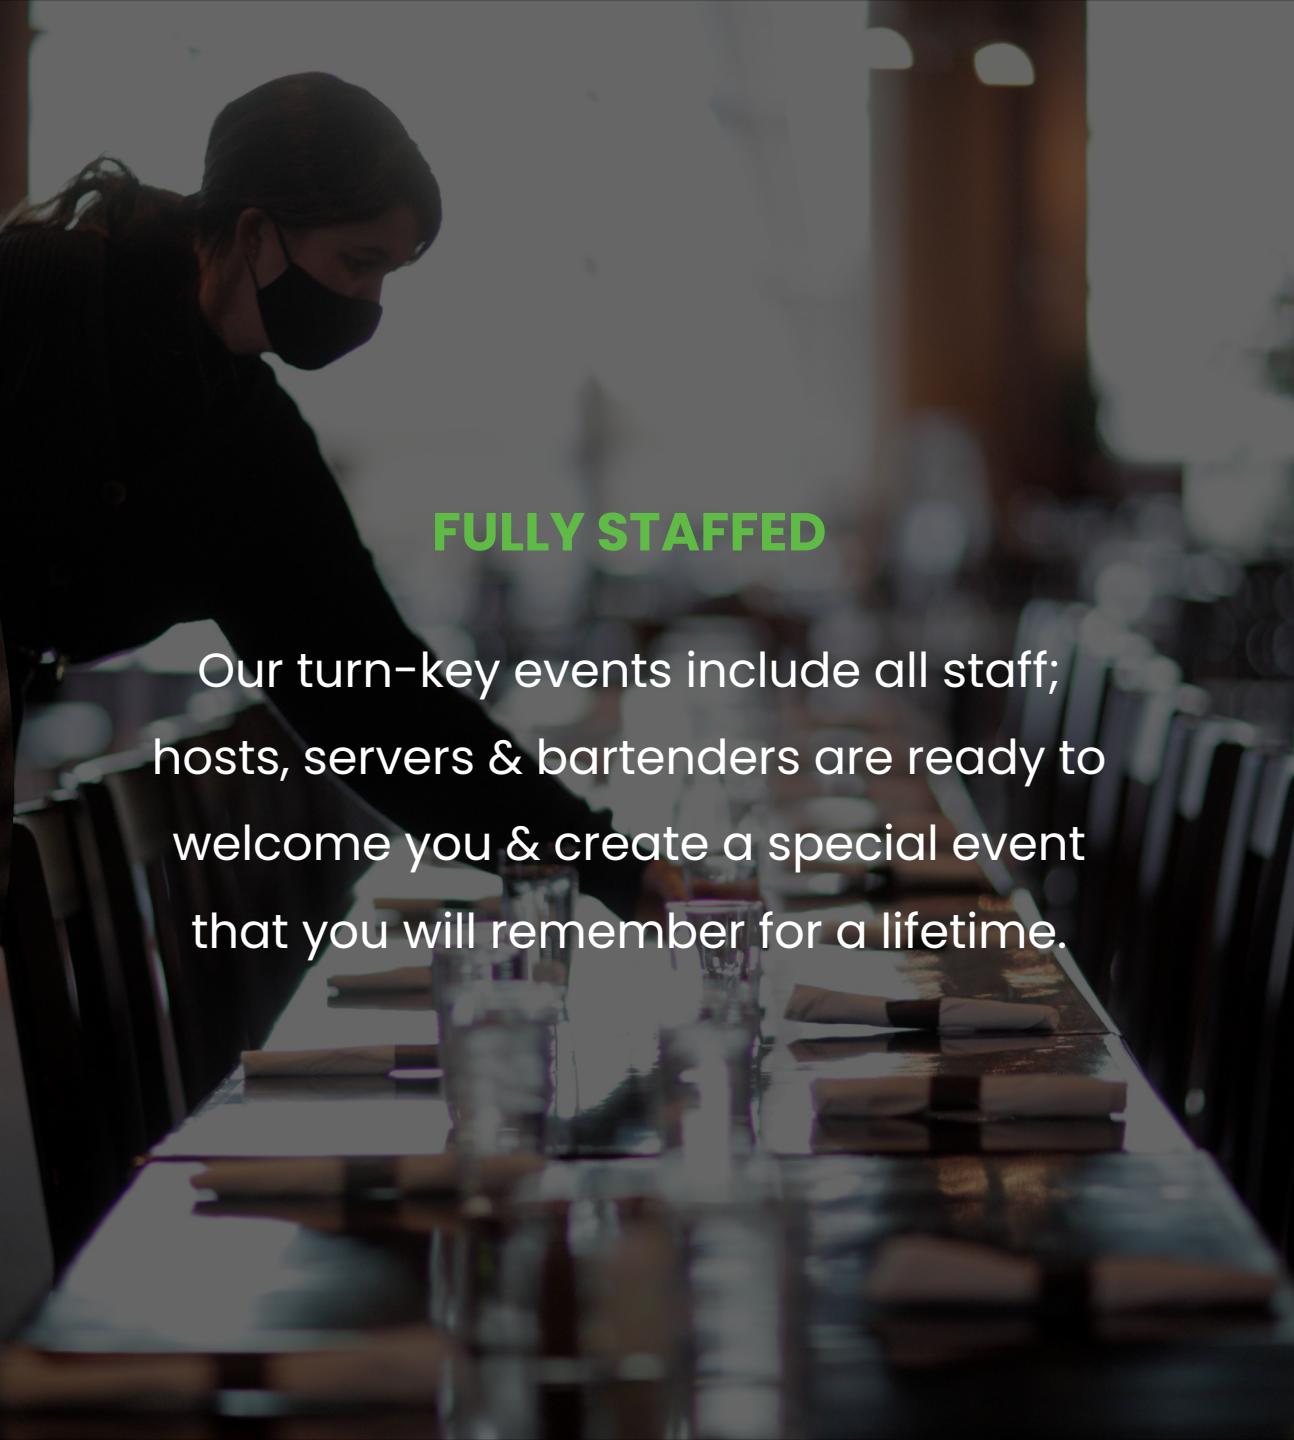 FULLY STAFFED
Our turn-key events include all staff;
hosts, servers & bartenders are ready to
welcome you & create a special event
that you will remember for a lifetime.